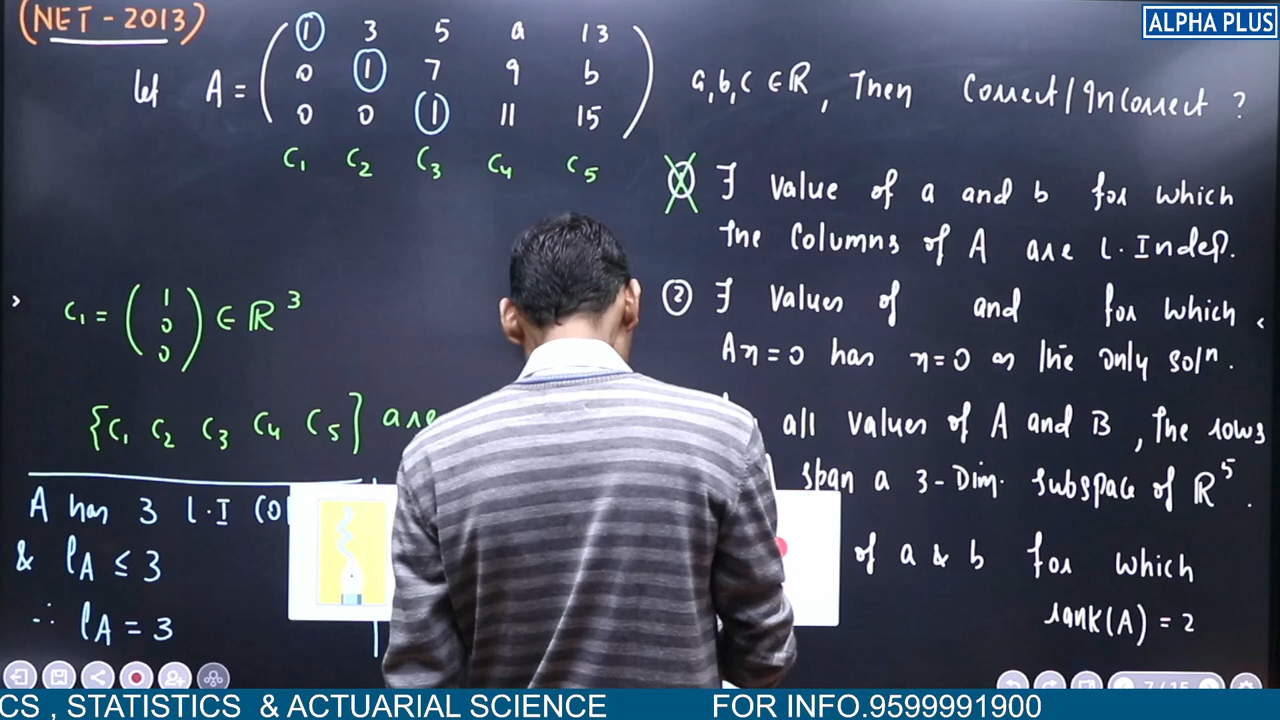 (NET - 2013)
ALPHA PLUS
Let A = ( 1 3 5 a 13
0 1 7 9 b
0 0 1 11 15 )
a, b, c ∈ ℝ, Then Correct/Incorrect ?
C1 C2 C3 C4 C5
① ∃ value of a and b for which
the columns of A are L. Indep.
② ∃ values of and for which
Ax = 0 has x = 0 as the only solⁿ.
C1 = ( 1
0
0 ) ∈ ℝ³
{C1 C2 C3 C4 C5} are
all values of A and B, the rows
span a 3-Dim. subspace of ℝ⁵.
A has 3 L.I
& ρA ≤ 3
∴ ρA = 3
of a & b for which
rank(A) = 2
7/15
CS , STATISTICS & ACTUARIAL SCIENCE FOR INFO.9599991900